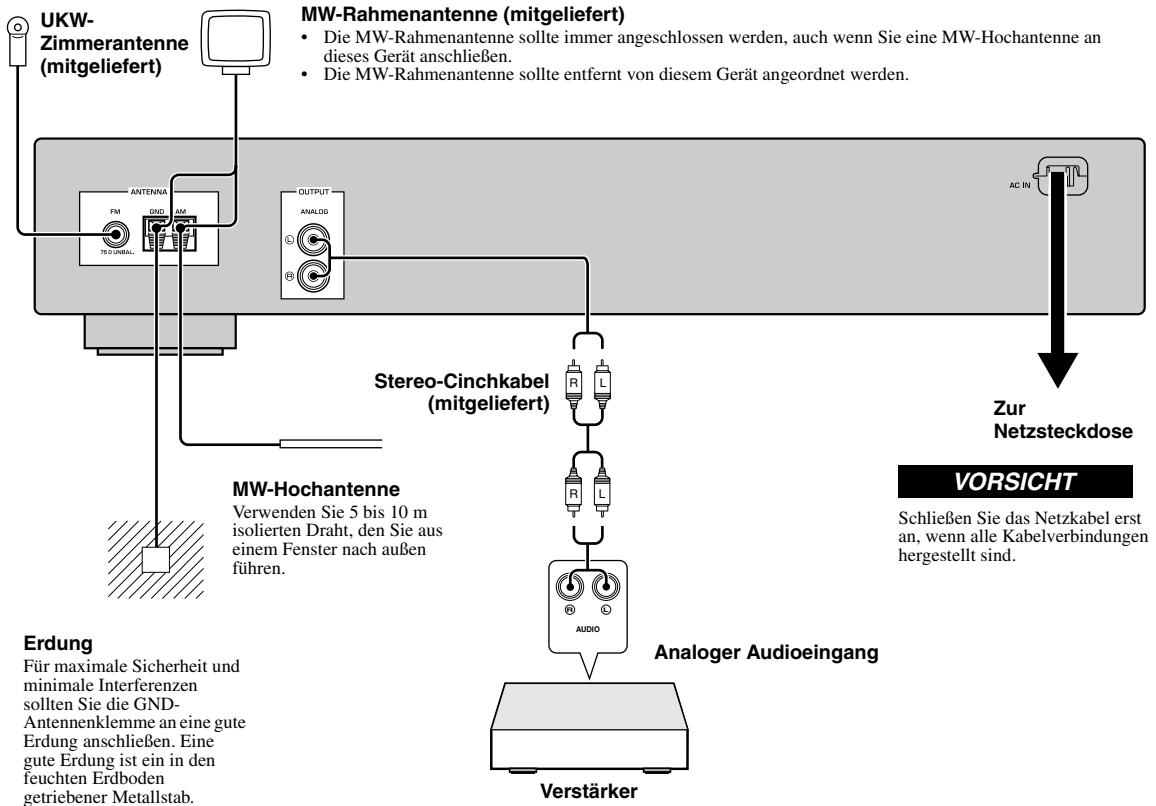 UKW-
Zimmerantenne
(mitgeliefert)
MW-Rahmenantenne (mitgeliefert)
• Die MW-Rahmenantenne sollte immer angeschlossen werden, auch wenn Sie eine MW-Hochantenne an
dieses Gerät anschließen.
• Die MW-Rahmenantenne sollte entfernt von diesem Gerät angeordnet werden.
ANTENNA
FM
GND
AM
75Ω UNBAL.
OUTPUT
ANALOG
L
R
AC IN
Stereo-Cinchkabel
(mitgeliefert)
R
L
R
L
Zur
Netzsteckdose
VORSICHT
Schließen Sie das Netzkabel erst
an, wenn alle Kabelverbindungen
hergestellt sind.
MW-Hochantenne
Verwenden Sie 5 bis 10 m
isolierten Draht, den Sie aus
einem Fenster nach außen
führen.
R
L
AUDIO
Analoger Audioeingang
Verstärker
Erdung
Für maximale Sicherheit und
minimale Interferenzen
sollten Sie die GND-
Antennenklemme an eine gute
Erdung anschließen. Eine
gute Erdung ist ein in den
feuchten Erdboden
getriebener Metallstab.